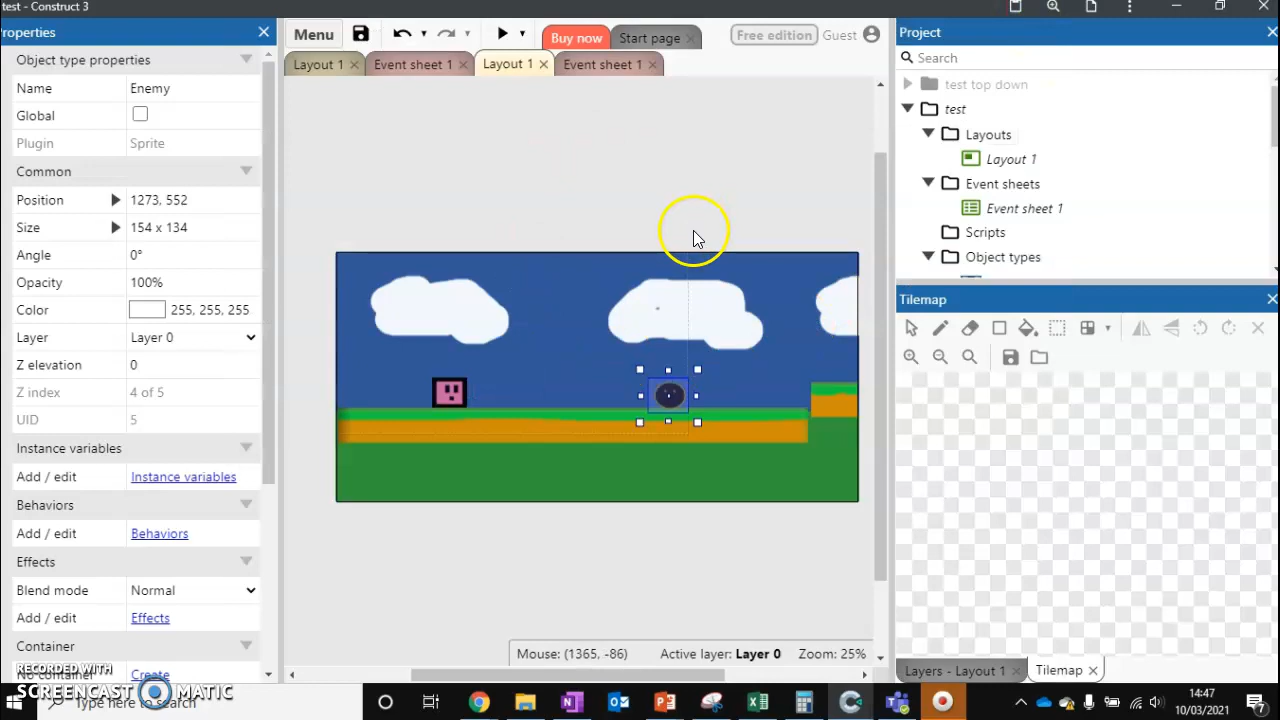 test - Construct 3
Properties
Object type properties
Name Enemy
Global
Plugin Sprite
Common
Position 1273, 552
Size 154 x 134
Angle 0°
Opacity 100%
Color 255, 255, 255
Layer Layer 0
Z elevation 0
Z index 4 of 5
UID 5
Instance variables
Add / edit Instance variables
Behaviors
Add / edit Behaviors
Effects
Blend mode Normal
Add / edit Effects
Container
No container Create
RECORDED WITH
SCREENCAST MATIC
Type here to search
Menu
Buy now
Start page
Free edition
Guest
Layout 1
Event sheet 1
Layout 1
Event sheet 1
Mouse: (1365, -86) Active layer: Layer 0 Zoom: 25%
Project
Search
test top down
test
Layouts
Layout 1
Event sheets
Event sheet 1
Scripts
Object types
Tilemap
Layers - Layout 1
Tilemap
14:47
10/03/2021